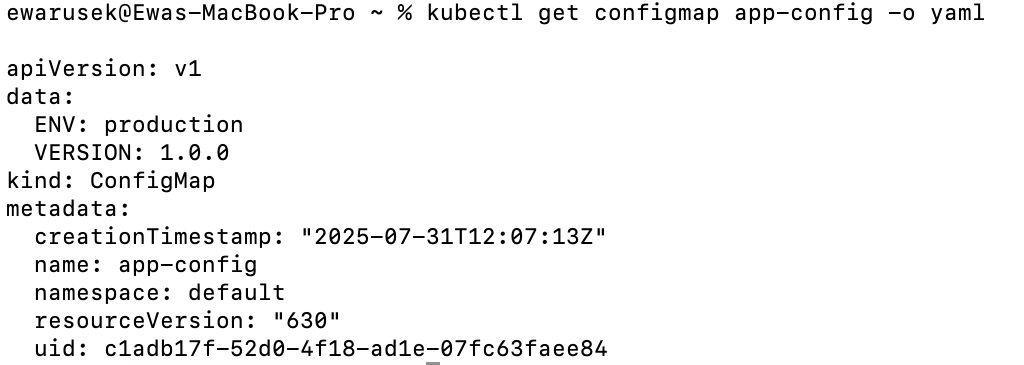 ewarusek@Ewas-MacBook-Pro ~ % kubectl get configmap app-config -o yaml
apiVersion: v1
data:
  ENV: production
  VERSION: 1.0.0
kind: ConfigMap
metadata:
  creationTimestamp: "2025-07-31T12:07:13Z"
  name: app-config
  namespace: default
  resourceVersion: "630"
  uid: c1adb17f-52d0-4f18-ad1e-07fc63faee84